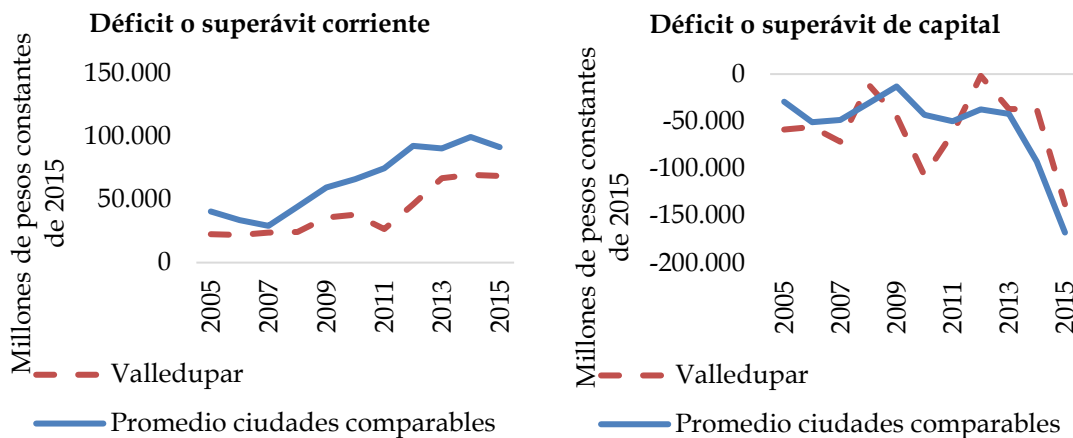 Déficit o superávit corriente
Millones de pesos constantes
de 2015
150.000
100.000
50.000
0
2005
2007
2009
2011
2013
2015
Valledupar
Promedio ciudades comparables
Déficit o superávit de capital
Millones de pesos constantes
de 2015
0
-50.000
-100.000
-150.000
-200.000
2005
2007
2009
2011
2013
2015
Valledupar
Promedio ciudades comparables